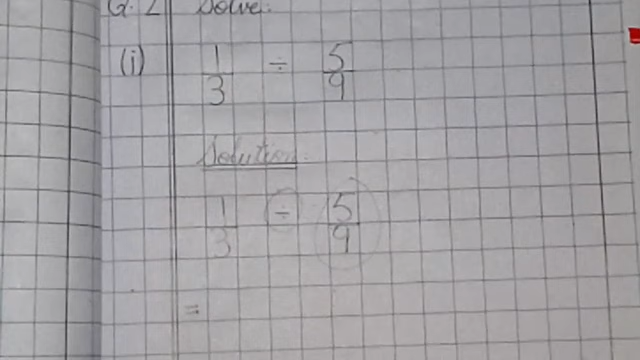 Q. 2 Solve.
(i) 1/3 ÷ 5/9
Solution.
1/3 ÷ 5/9
=